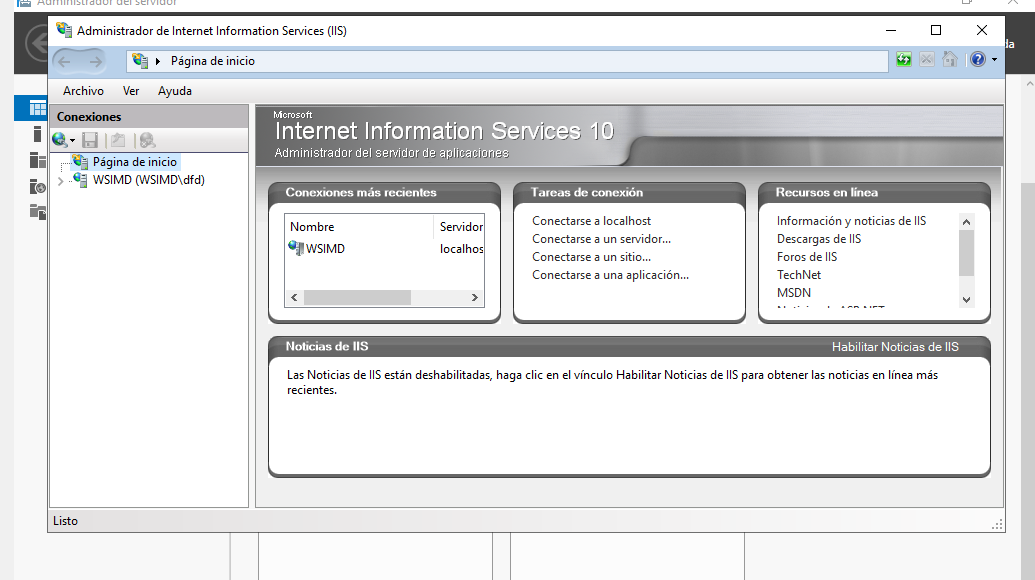 Administrador del servidor
Administrador de Internet Information Services (IIS)
Página de inicio
Archivo Ver Ayuda
Conexiones
Página de inicio
WSIMD (WSIMD\dfd)
Microsoft
Internet Information Services 10
Administrador del servidor de aplicaciones
Conexiones más recientes
Nombre Servidor
WSIMD localhos
Tareas de conexión
Conectarse a localhost
Conectarse a un servidor...
Conectarse a un sitio...
Conectarse a una aplicación...
Recursos en línea
Información y noticias de IIS
Descargas de IIS
Foros de IIS
TechNet
MSDN
Noticias de IIS
Habilitar Noticias de IIS
Las Noticias de IIS están deshabilitadas, haga clic en el vínculo Habilitar Noticias de IIS para obtener las noticias en línea más
recientes.
Listo